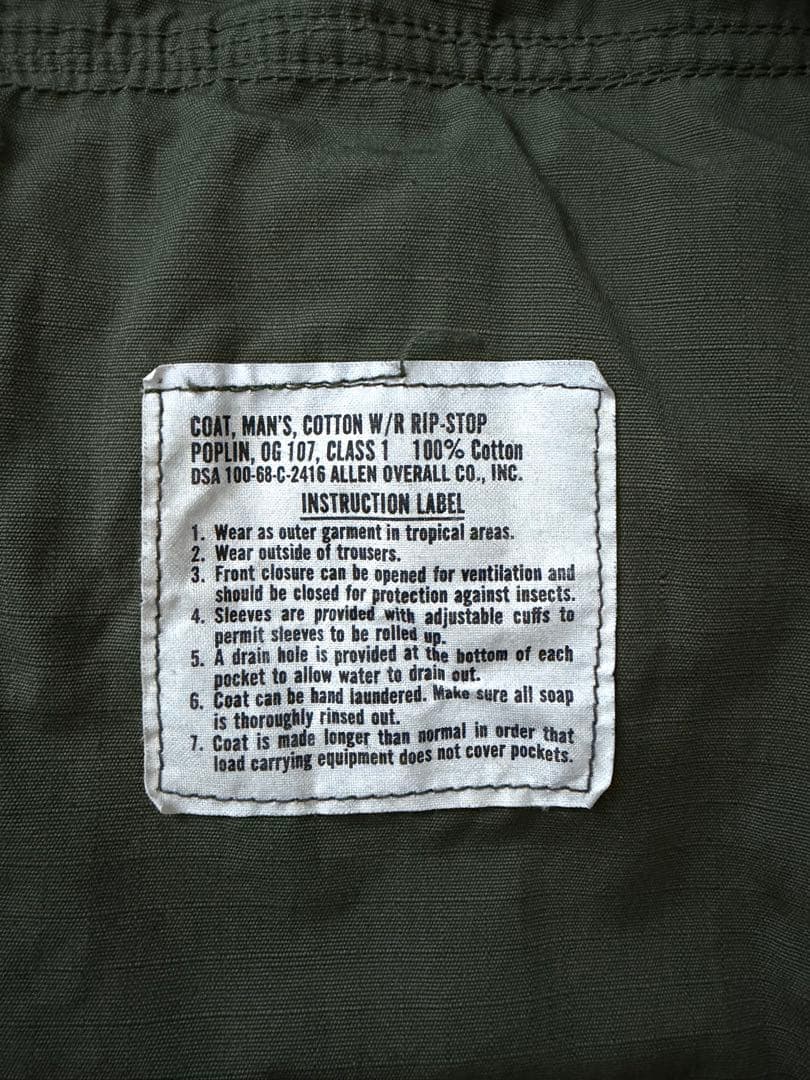 COAT, MAN'S, COTTON W/R RIP-STOP
POPLIN, OG 107, CLASS 1 100% Cotton
DSA 100-68-C-2416 ALLEN OVERALL CO., INC.
INSTRUCTION LABEL
1. Wear as outer garment in tropical areas.
2. Wear outside of trousers.
3. Front closure can be opened for ventilation and
should be closed for protection against insects.
4. Sleeves are provided with adjustable cuffs to
permit sleeves to be rolled up.
5. A drain hole is provided at the bottom of each
pocket to allow water to drain out.
6. Coat can be hand laundered. Make sure all soap
is thoroughly rinsed out.
7. Coat is made longer than normal in order that
load carrying equipment does not cover pockets.